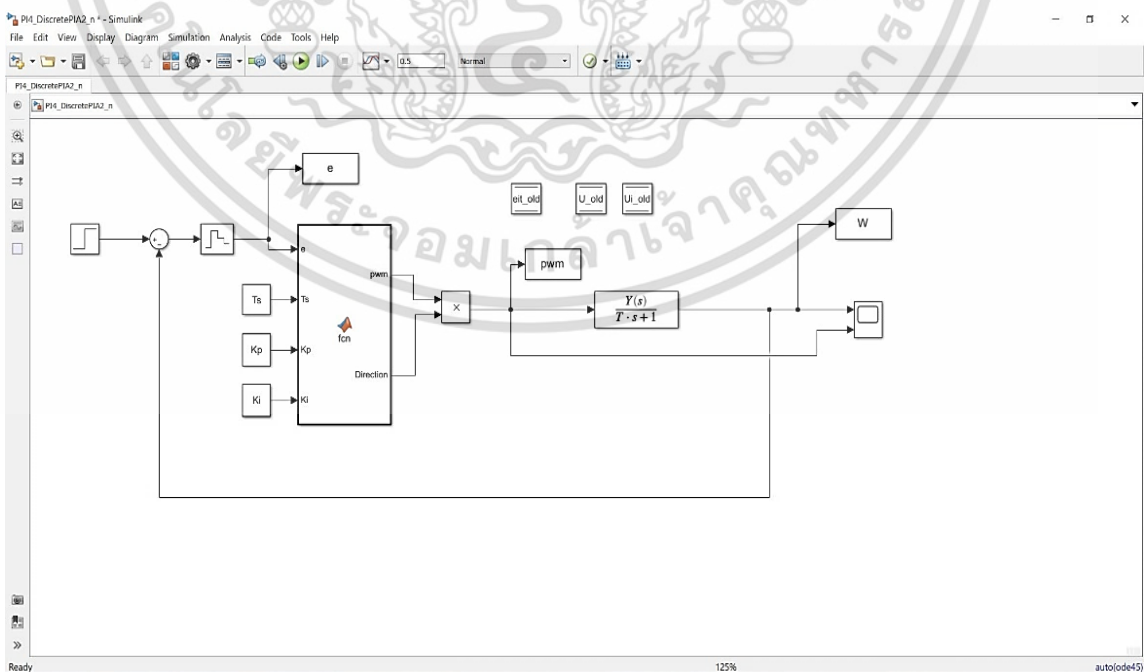 PI4_DiscretePIA2_n * - Simulink
File Edit View Display Diagram Simulation Analysis Code Tools Help
0.5 Normal
PI4_DiscretePIA2_n
PI4_DiscretePIA2_n
e
eit_old U_old Ui_old
W
e
pwm
pwm
Ts Ts
×
Y(s)
T · s + 1
fcn
Kp Kp
Direction
Ki Ki
Ready 125% auto(ode45)